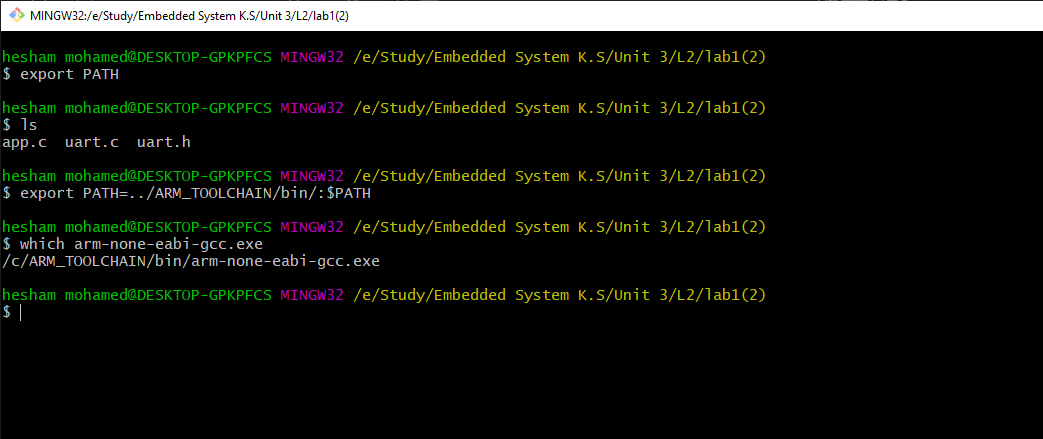 MINGW32:/e/Study/Embedded System K.S/Unit 3/L2/lab1(2)
hesham mohamed@DESKTOP-GPKPFCS MINGW32 /e/Study/Embedded System K.S/Unit 3/L2/lab1(2)
$ export PATH
hesham mohamed@DESKTOP-GPKPFCS MINGW32 /e/Study/Embedded System K.S/Unit 3/L2/lab1(2)
$ ls
app.c  uart.c  uart.h
hesham mohamed@DESKTOP-GPKPFCS MINGW32 /e/Study/Embedded System K.S/Unit 3/L2/lab1(2)
$ export PATH=../ARM_TOOLCHAIN/bin/:$PATH
hesham mohamed@DESKTOP-GPKPFCS MINGW32 /e/Study/Embedded System K.S/Unit 3/L2/lab1(2)
$ which arm-none-eabi-gcc.exe
/c/ARM_TOOLCHAIN/bin/arm-none-eabi-gcc.exe
hesham mohamed@DESKTOP-GPKPFCS MINGW32 /e/Study/Embedded System K.S/Unit 3/L2/lab1(2)
$